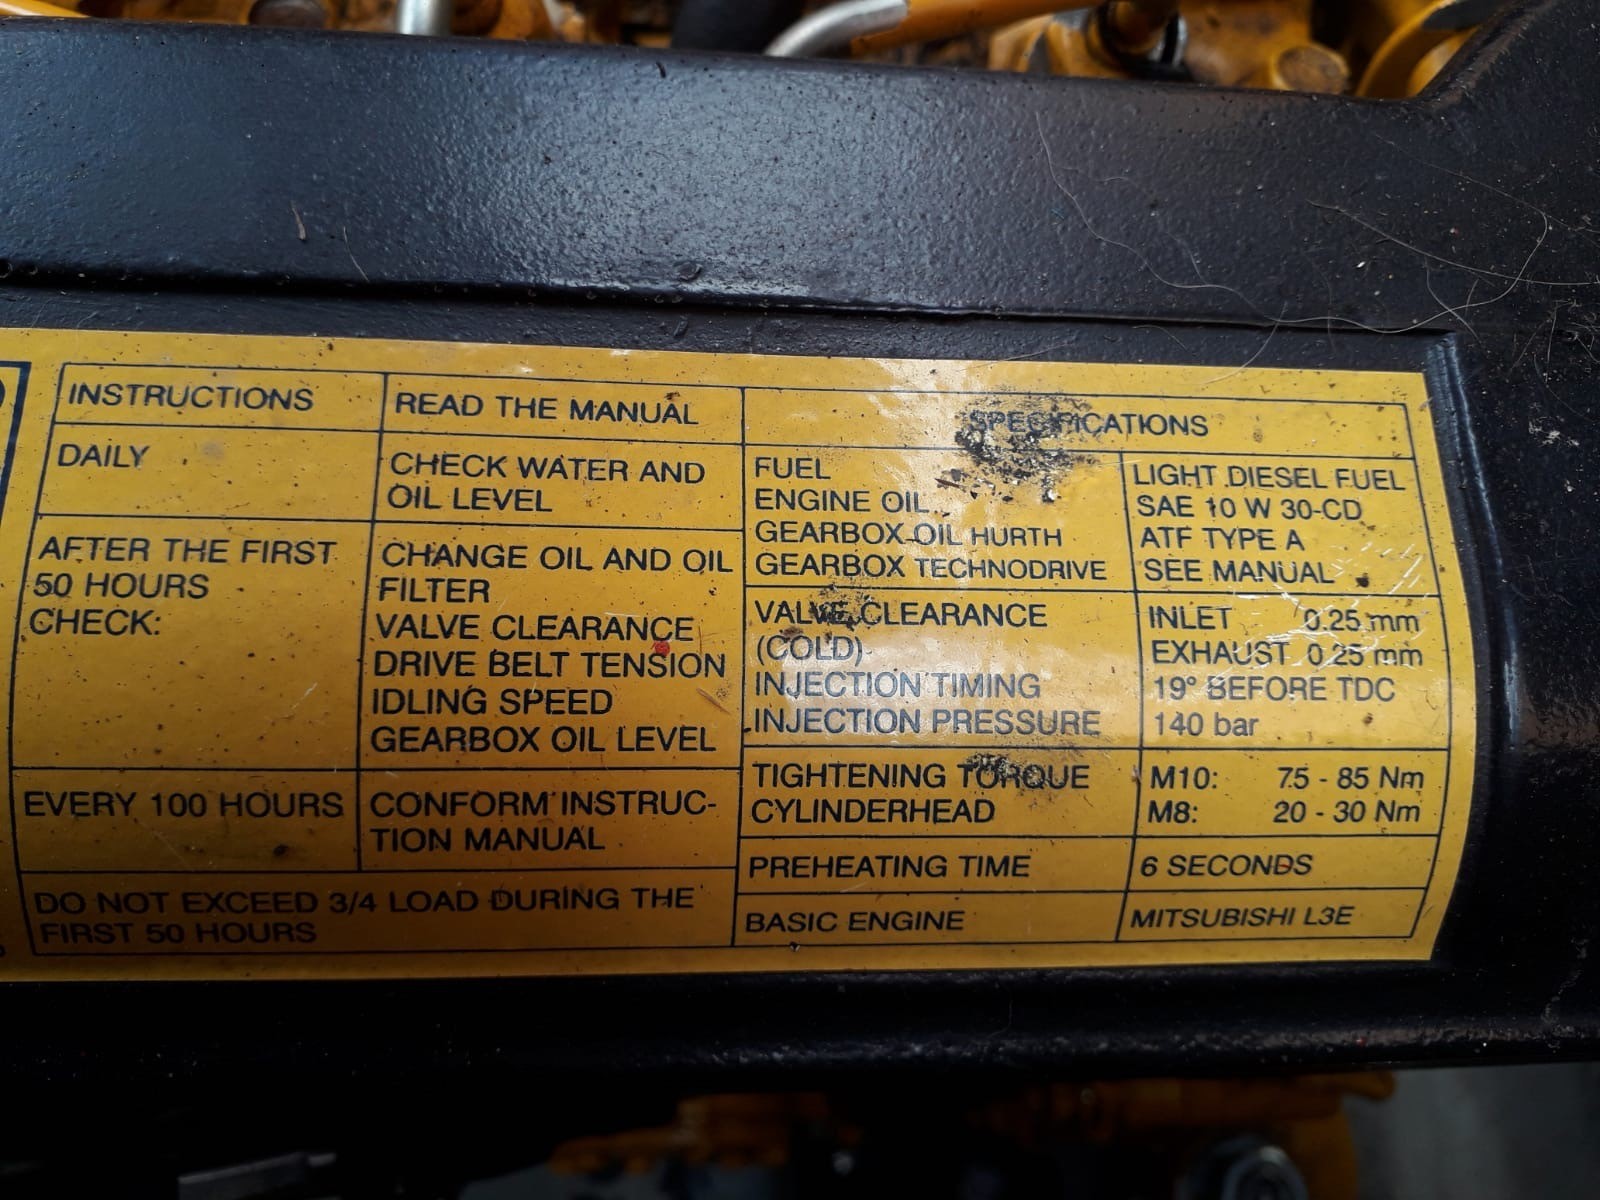 INSTRUCTIONS
READ THE MANUAL
DAILY
CHECK WATER AND
OIL LEVEL
AFTER THE FIRST
50 HOURS
CHECK:
CHANGE OIL AND OIL
FILTER
VALVE CLEARANCE
DRIVE BELT TENSION
IDLING SPEED
GEARBOX OIL LEVEL
EVERY 100 HOURS
CONFORM INSTRUC-
TION MANUAL
DO NOT EXCEED 3/4 LOAD DURING THE
FIRST 50 HOURS
SPECIFICATIONS
FUEL LIGHT DIESEL FUEL
ENGINE OIL SAE 10 W 30-CD
GEARBOX OIL HURTH ATF TYPE A
GEARBOX TECHNODRIVE SEE MANUAL
VALVE CLEARANCE INLET 0.25 mm
(COLD) EXHAUST 0.25 mm
INJECTION TIMING 19° BEFORE TDC
INJECTION PRESSURE 140 bar
TIGHTENING TORQUE M10: 75 - 85 Nm
CYLINDERHEAD M8: 20 - 30 Nm
PREHEATING TIME 6 SECONDS
BASIC ENGINE MITSUBISHI L3E